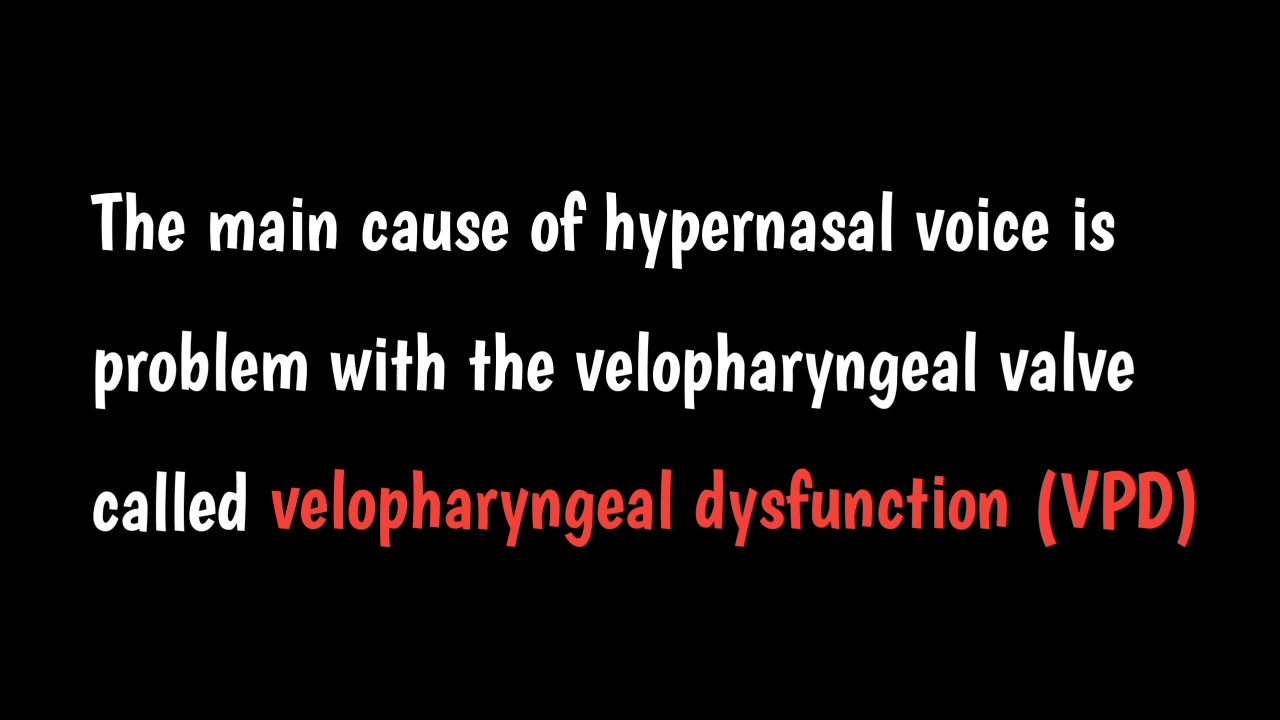 The main cause of hypernasal voice is
problem with the velopharyngeal valve
called velopharyngeal dysfunction (VPD)